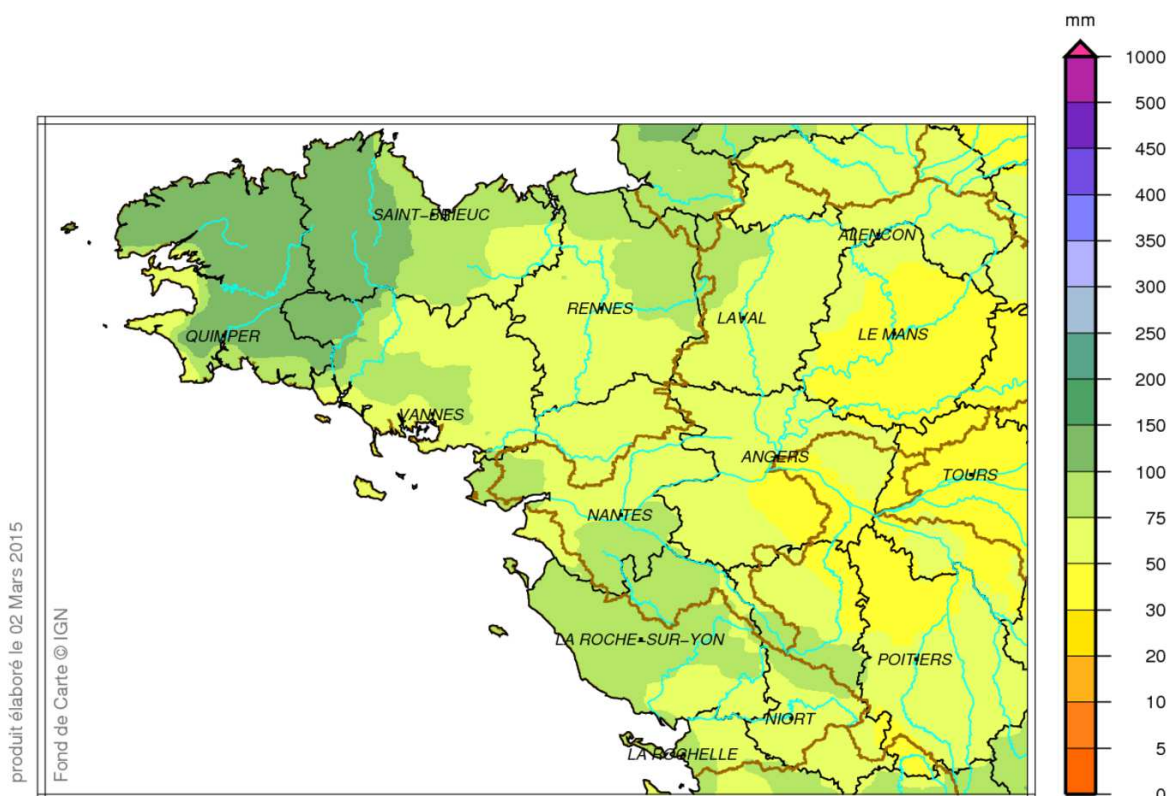 mm
1000
500
450
400
350
300
250
200
150
100
75
50
30
20
10
5
0
SAINT-BRIEUC
ALENCON
RENNES
LAVAL
LE MANS
QUIMPER
VANNES
ANGERS
TOURS
NANTES
LA ROCHE-SUR-YON
POITIERS
NIORT
LA ROCHELLE
produit élaboré le 02 Mars 2015
Fond de Carte © IGN